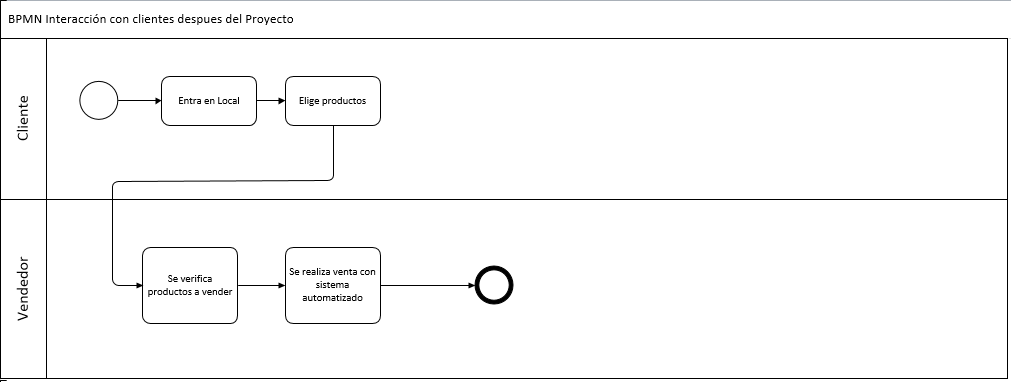 BPMN Interacción con clientes despues del Proyecto
Cliente
Entra en Local
Elige productos
Vendedor
Se verifica
productos a vender
Se realiza venta con
sistema
automatizado